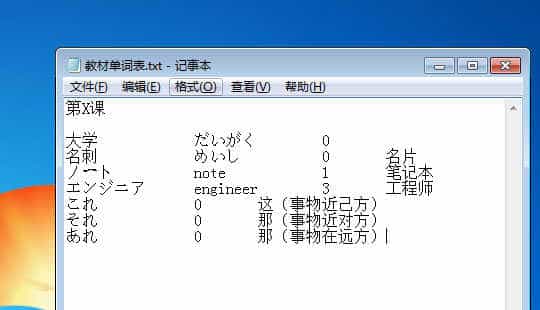 教材单词表.txt - 记事本
文件(F) 编辑(E) 格式(O) 查看(V) 帮助(H)
第X课
大学 だいがく 0
名刺 めいし 0 名片
ノート note 1 笔记本
エンジニア engineer 3 工程师
これ 0 这（事物近己方）
それ 0 那（事物近对方）
あれ 0 那（事物在远方）